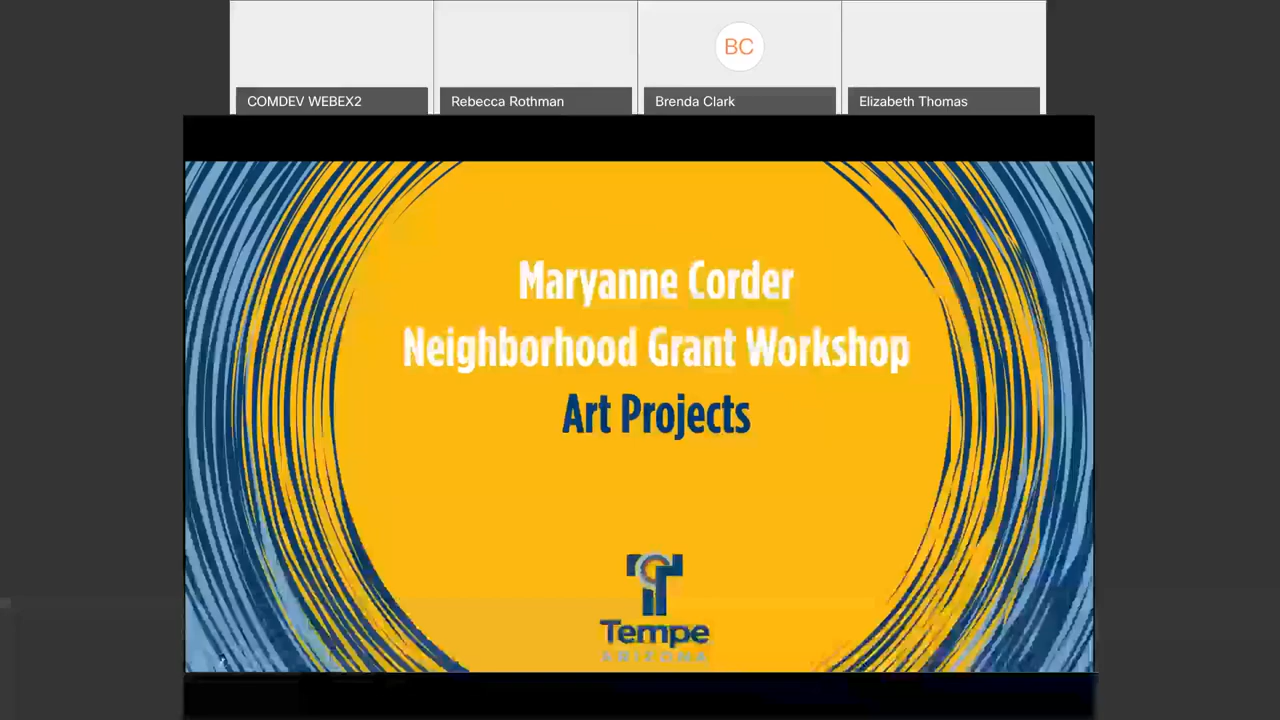 BC
COMDEV WEBEX2
Rebecca Rothman
Brenda Clark
Elizabeth Thomas
Maryanne Corder
Neighborhood Grant Workshop
Art Projects
Tempe